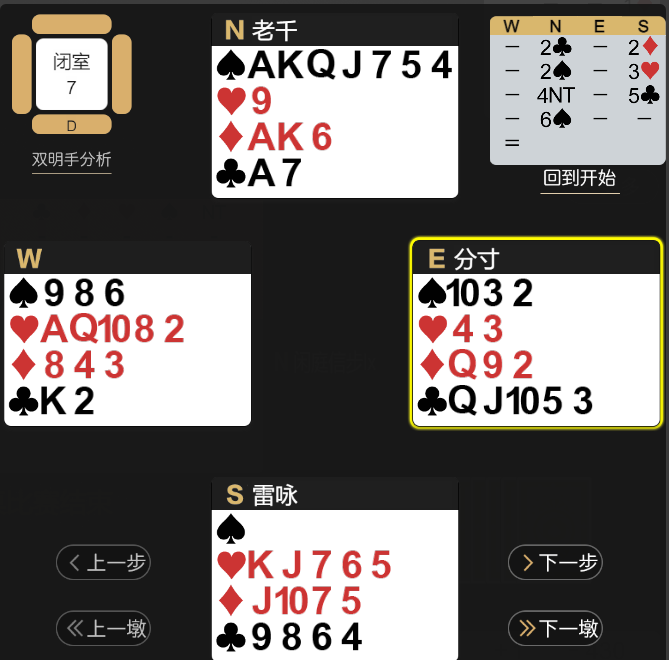 N 老千
♠AKQJ754
♥9
♦AK6
♣A7
闭室
7
D
双明手分析
W N E S
– 2♣ – 2♦
– 2♠ – 3♥
– 4NT – 5♣
– 6♠ – –
=
回到开始
W
♠986
♥AQ1082
♦843
♣K2
E 分寸
♠1032
♥43
♦Q92
♣QJ1053
S 雷咏
♠
♥KJ765
♦J1075
♣9864
上一步
下一步
上一墩
下一墩